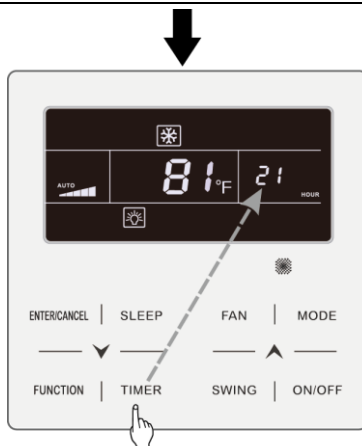 AUTO
81°F
21
HOUR
ENTER/CANCEL SLEEP FAN MODE
FUNCTION TIMER SWING ON/OFF